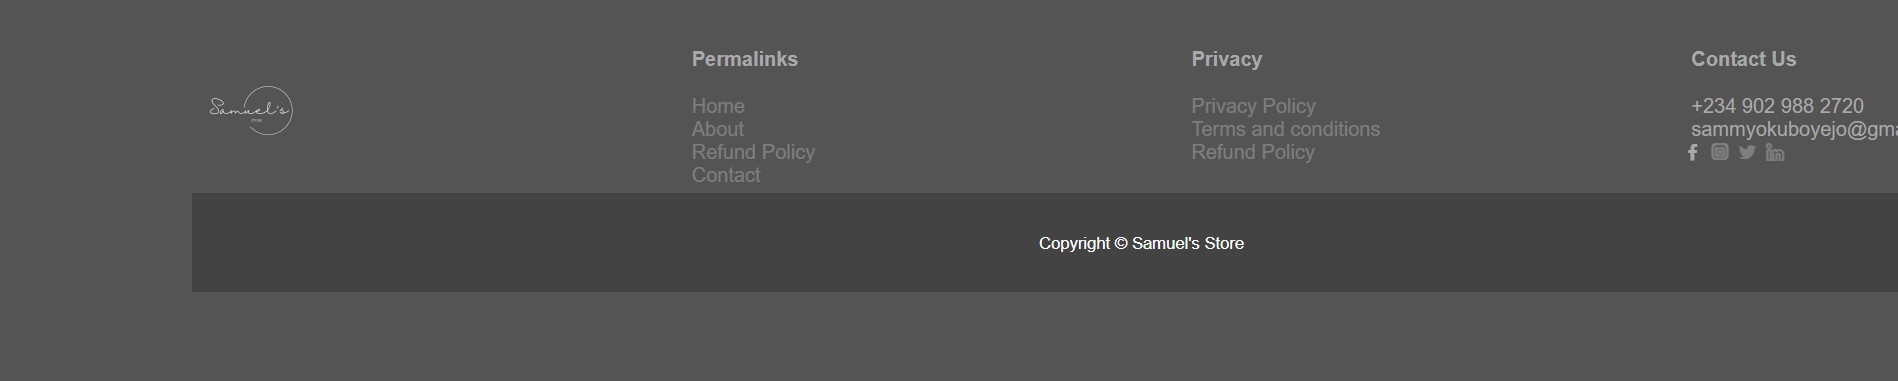 Samuel's
Permalinks
Home
About
Refund Policy
Contact
Privacy
Privacy Policy
Terms and conditions
Refund Policy
Contact Us
+234 902 988 2720
sammyokuboyejo@gma
Copyright © Samuel's Store